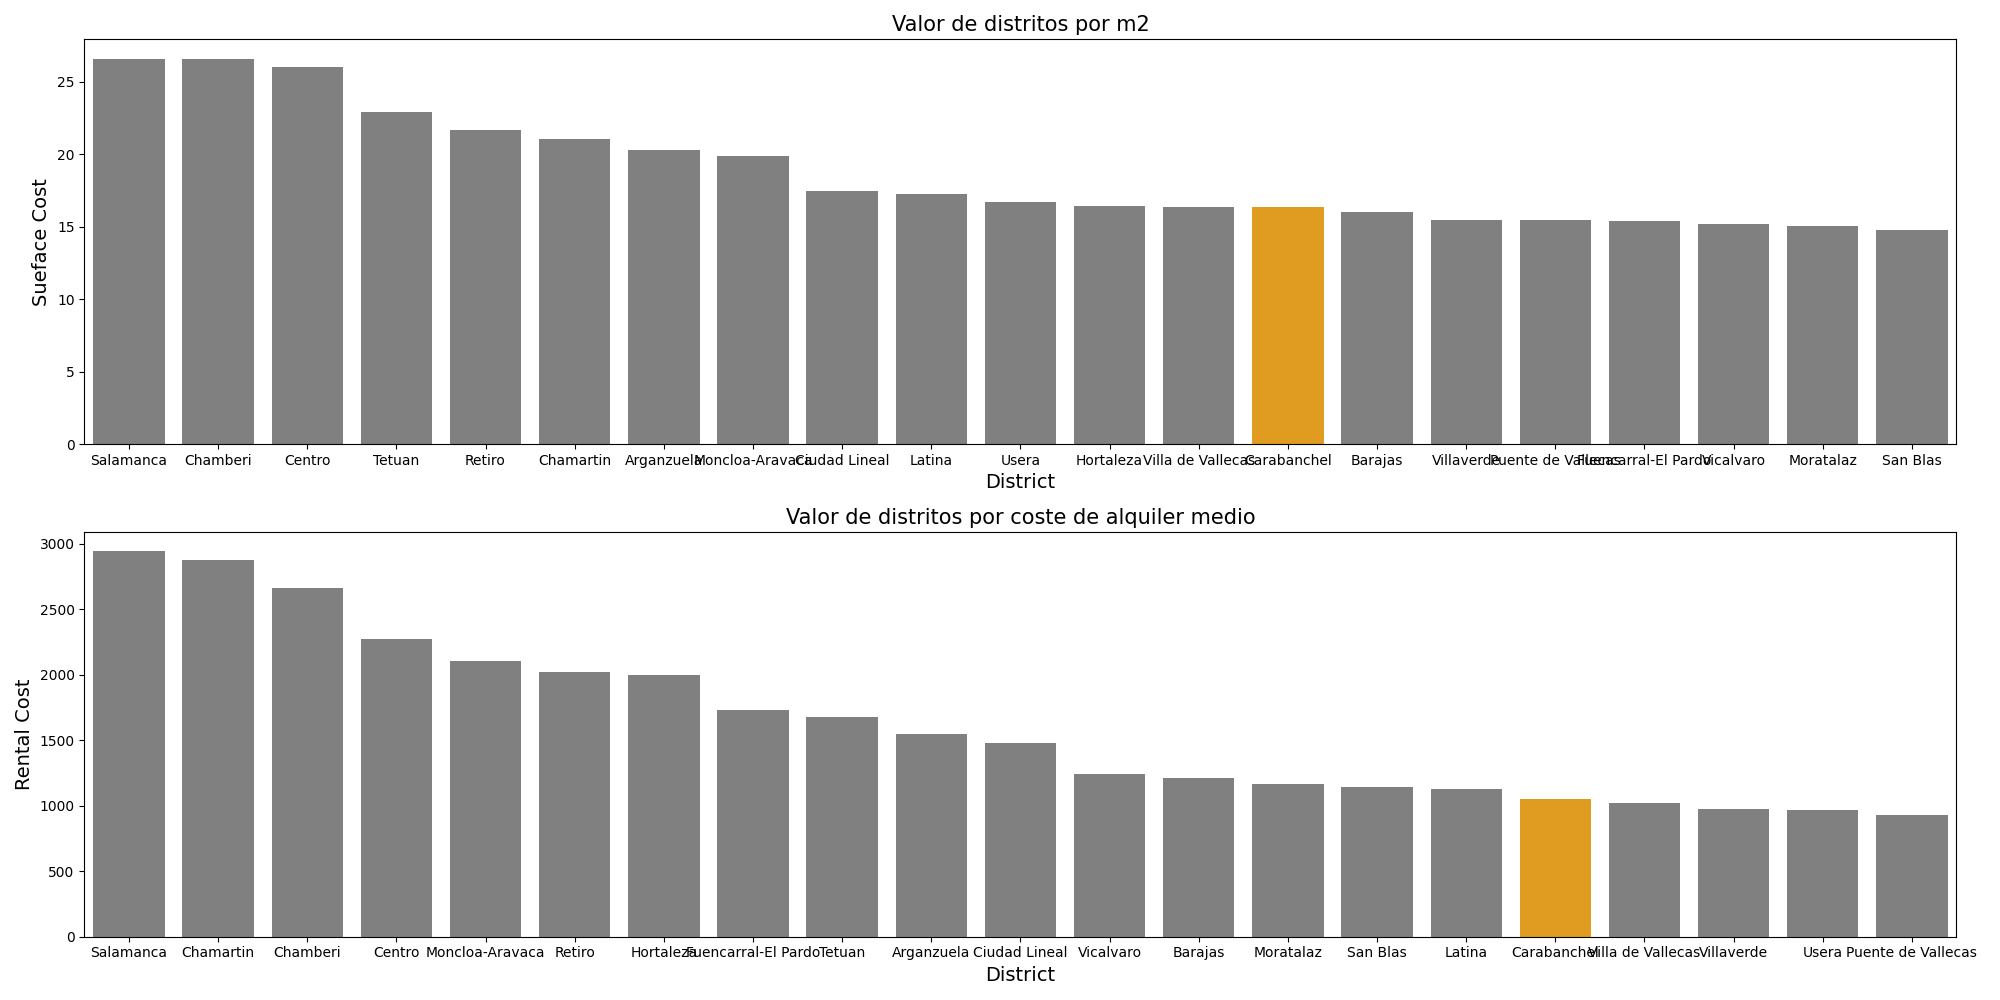 Valor de distritos por m2
Sueface Cost
25
20
15
10
5
0
Salamanca Chamberi Centro Tetuan Retiro Chamartin Arganzuela Moncloa-Aravaca Ciudad Lineal Latina Usera Hortaleza Villa de Vallecas Carabanchel Barajas Villaverde Puente de Vallecas Fuencarral-El Pardo Vicalvaro Moratalaz San Blas
District
Valor de distritos por coste de alquiler medio
Rental Cost
3000
2500
2000
1500
1000
500
0
Salamanca Chamartin Chamberi Centro Moncloa-Aravaca Retiro Hortaleza Fuencarral-El Pardo Tetuan Arganzuela Ciudad Lineal Vicalvaro Barajas Moratalaz San Blas Latina Carabanchel Villa de Vallecas Villaverde Usera Puente de Vallecas
District